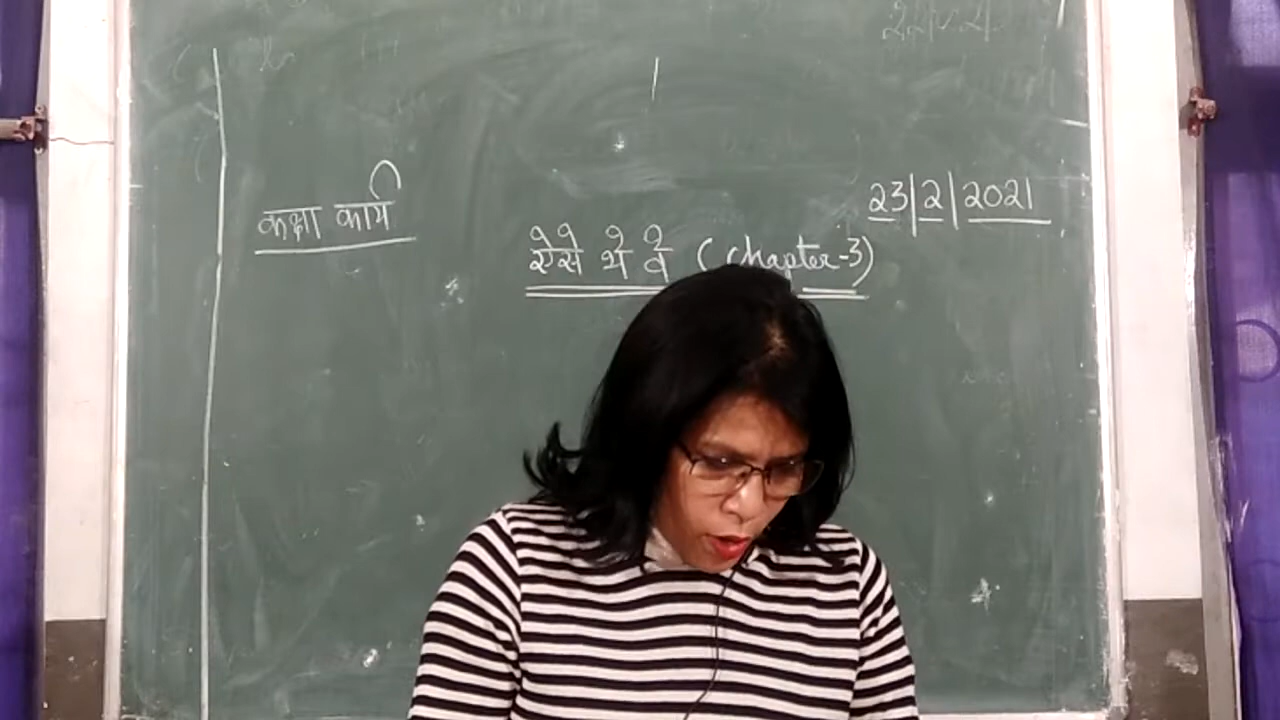 कक्षा कार्य
23|2|2021
ऐसे थे वे (Chapter-3)